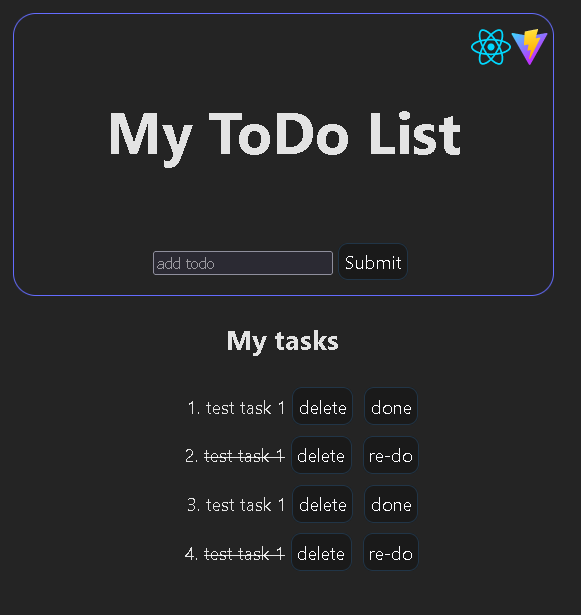 My ToDo List
add todo Submit
My tasks
1. test task 1 delete done
2. test task 1 delete re-do
3. test task 1 delete done
4. test task 1 delete re-do